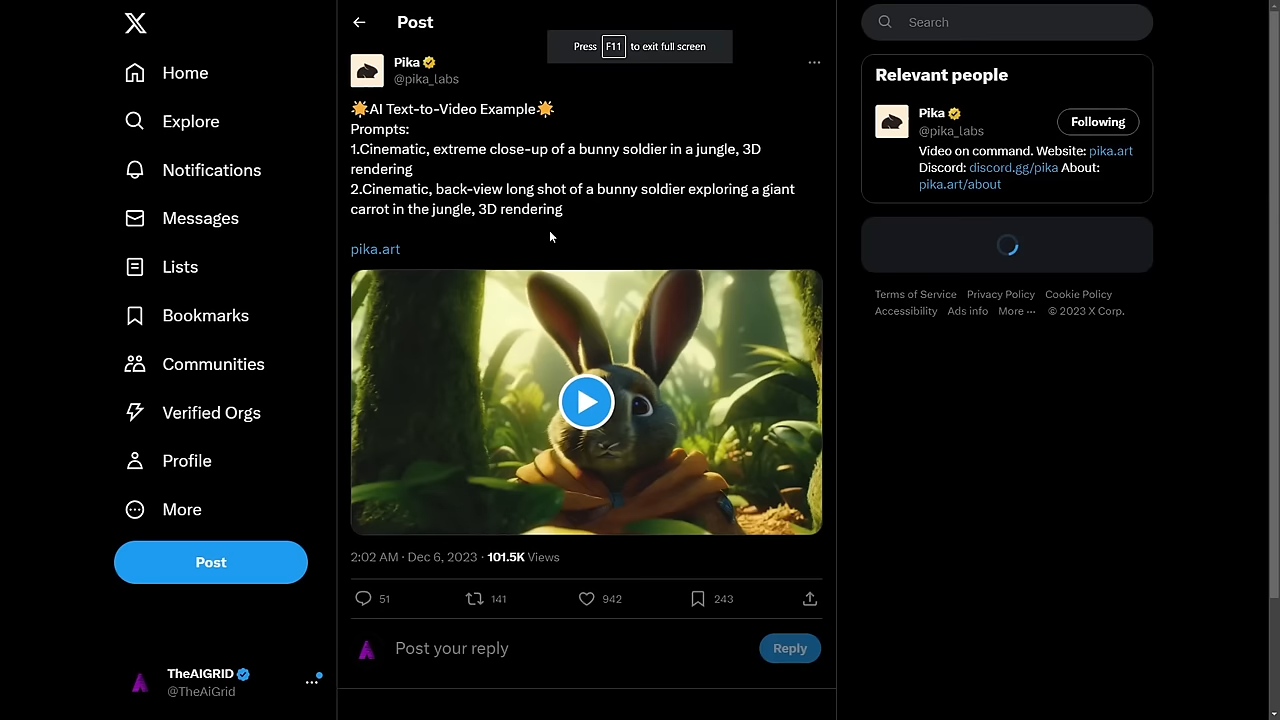 Home
Explore
Notifications
Messages
Lists
Bookmarks
Communities
Verified Orgs
Profile
More
Post
TheAIGRID
@TheAiGrid
Post
Press F11 to exit full screen
Pika
@pika_labs
🌟AI Text-to-Video Example🌟
Prompts:
1.Cinematic, extreme close-up of a bunny soldier in a jungle, 3D
rendering
2.Cinematic, back-view long shot of a bunny soldier exploring a giant
carrot in the jungle, 3D rendering
pika.art
2:02 AM · Dec 6, 2023 · 101.5K Views
51 141 942 243
Post your reply
Reply
Search
Relevant people
Pika
@pika_labs
Following
Video on command. Website: pika.art
Discord: discord.gg/pika About:
pika.art/about
Terms of Service Privacy Policy Cookie Policy
Accessibility Ads info More ··· © 2023 X Corp.